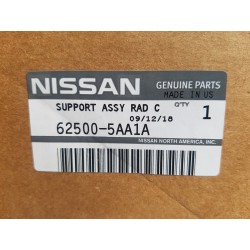 NISSAN GENUINE PARTS
MADE IN US
SUPPORT ASSY RAD C Q'TY 1
09/12/18
62500-5AA1A
NISSAN NORTH AMERICA, INC.